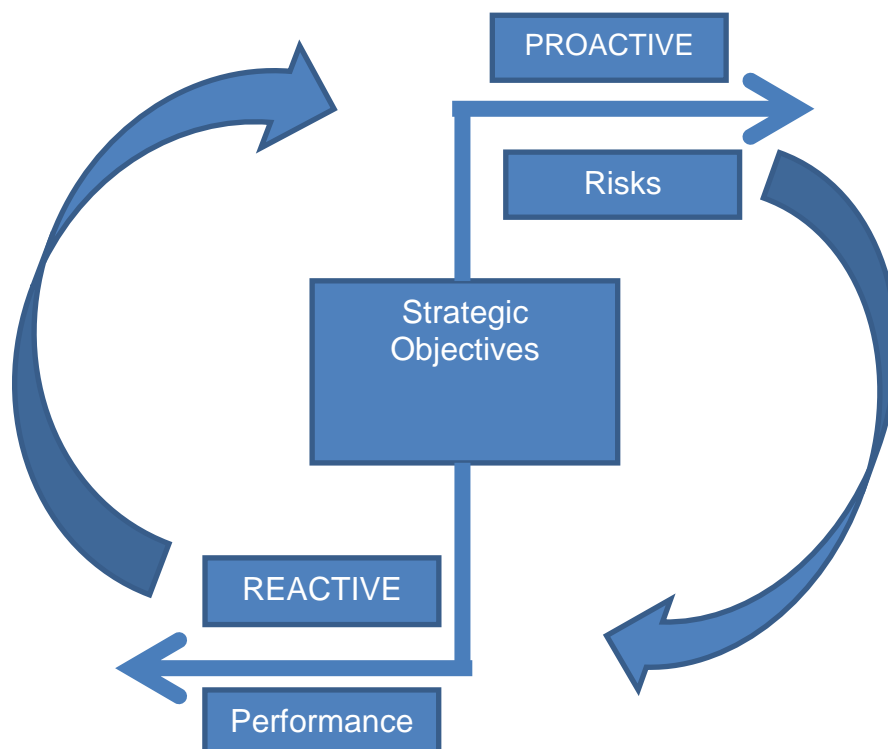 PROACTIVE
Risks
Strategic
Objectives
REACTIVE
Performance